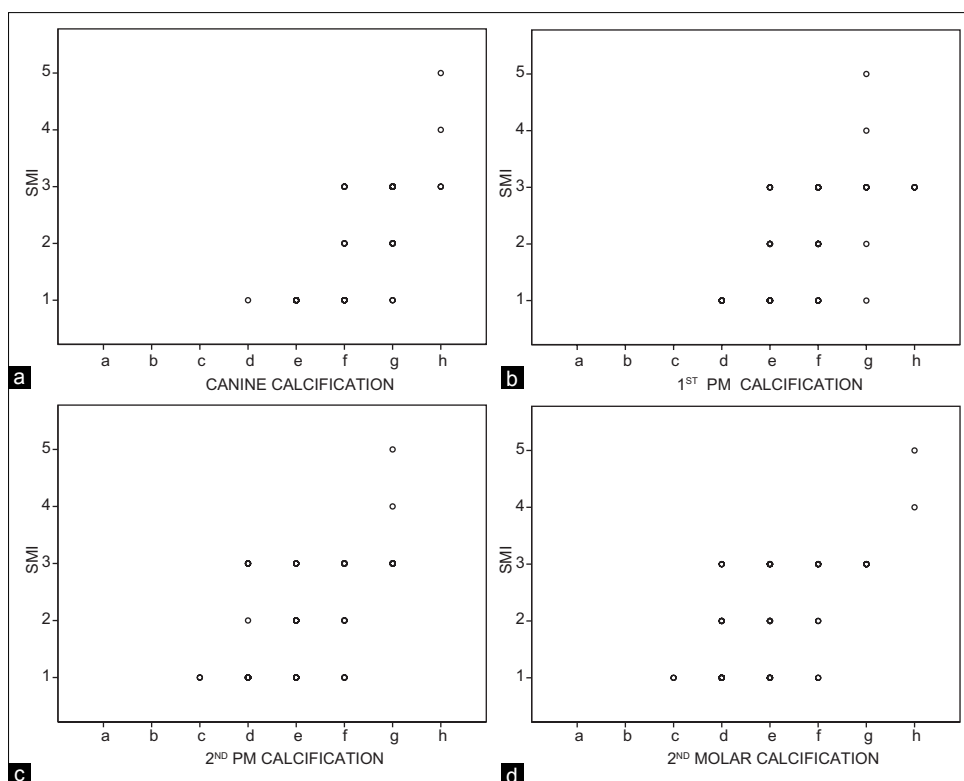 5
4
SMI
3
2
1
a b c d e f g h
a
CANINE CALCIFICATION
5
4
SMI
3
2
1
a b c d e f g h
b
1ST PM CALCIFICATION
5
4
SMI
3
2
1
a b c d e f g h
c
2ND PM CALCIFICATION
5
4
SMI
3
2
1
a b c d e f g h
d
2ND MOLAR CALCIFICATION